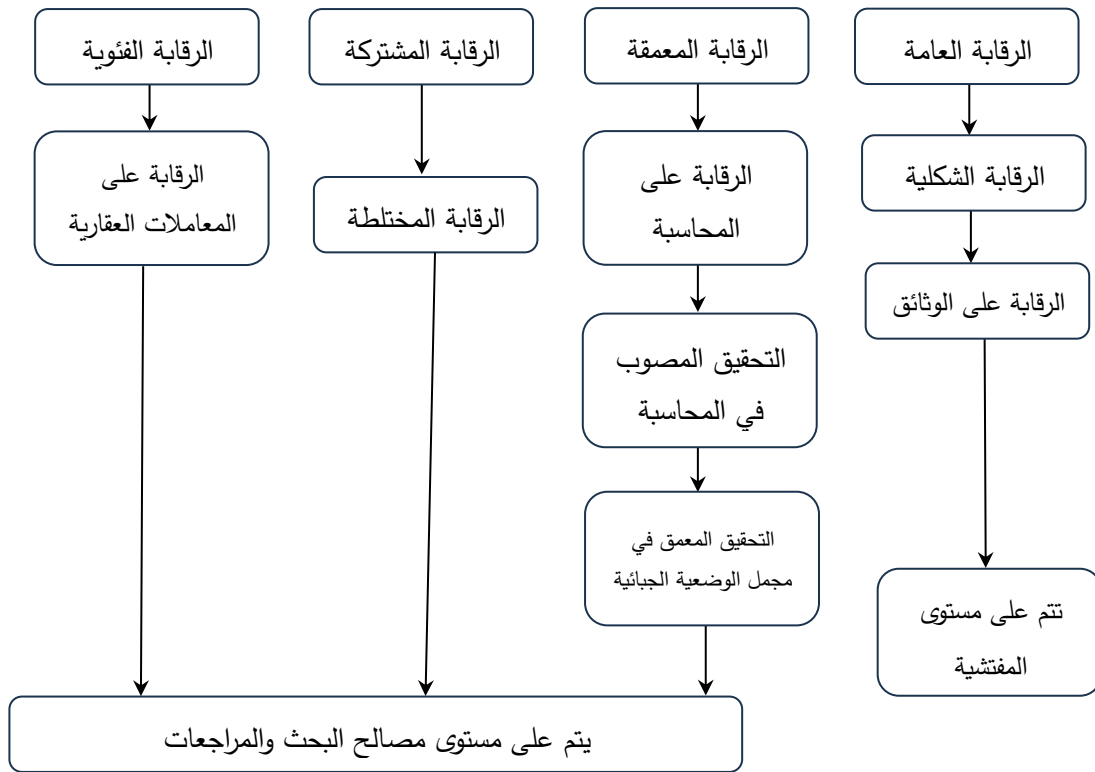 الرقابة العامة
الرقابة المعمقة
الرقابة المشتركة
الرقابة الفئوية
الرقابة الشكلية
الرقابة على
المحاسبة
الرقابة المختلطة
الرقابة على
المعاملات العقارية
الرقابة على الوثائق
التحقيق المصوب
في المحاسبة
التحقيق المعمق في
مجمل الوضعية الجبائية
تتم على مستوى
المفتشية
يتم على مستوى مصالح البحث والمراجعات